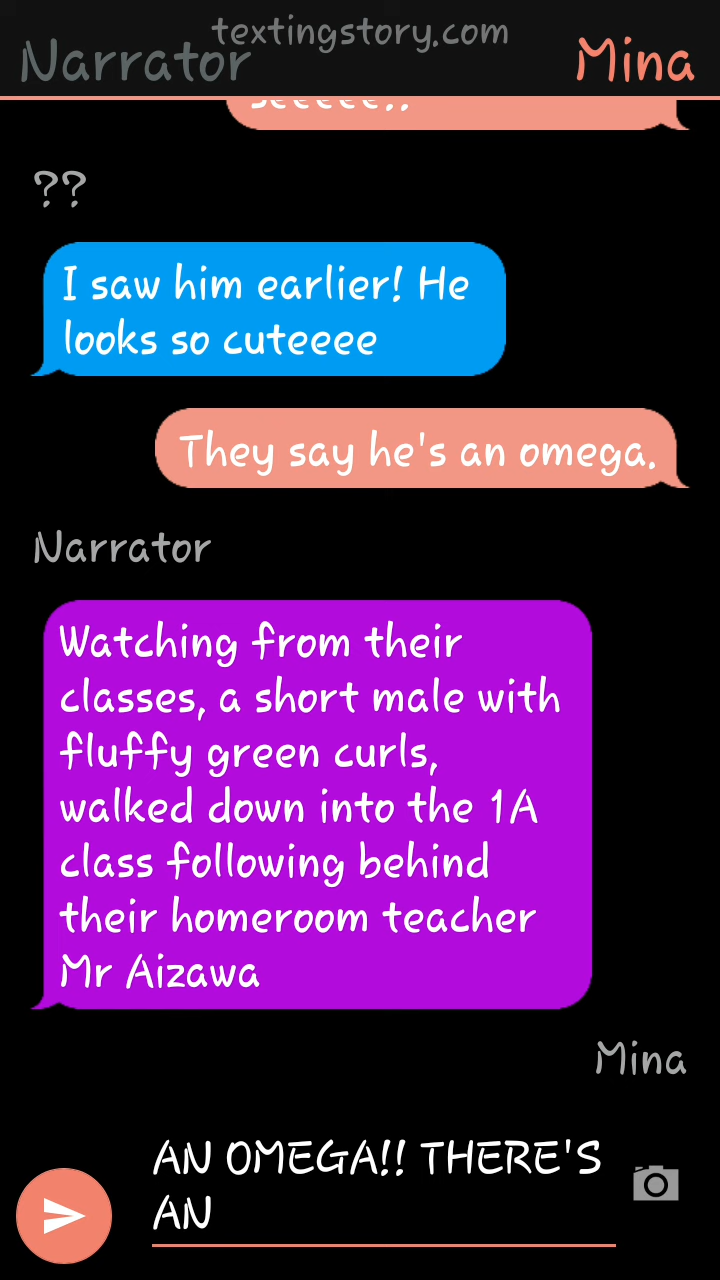 textingstory.com
Narrator
Mina
??
I saw him earlier! He
looks so cuteeee
They say he's an omega.
Narrator
Watching from their
classes, a short male with
fluffy green curls,
walked down into the 1A
class following behind
their homeroom teacher
Mr Aizawa
Mina
AN OMEGA!! THERE'S
AN